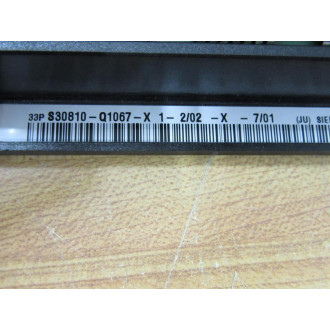 33P S30810-Q1067-X 1- 2/02 -X - 7/01 (JU)